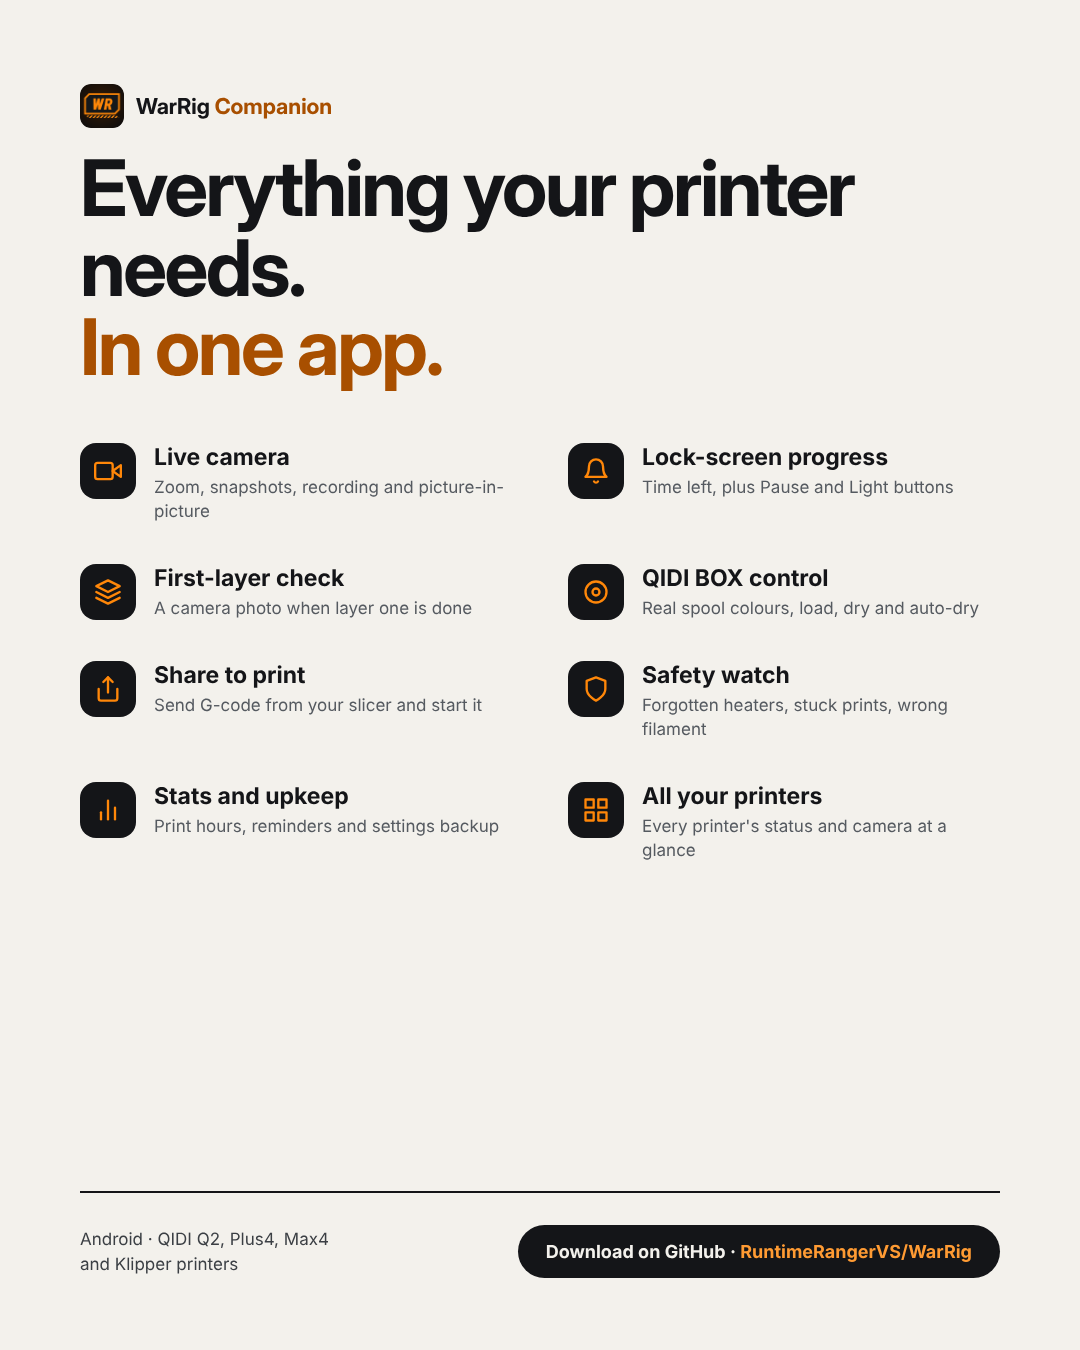 WR
WarRig Companion
Everything your printer
needs.
In one app.
Live camera
Zoom, snapshots, recording and picture-in-
picture
Lock-screen progress
Time left, plus Pause and Light buttons
First-layer check
A camera photo when layer one is done
QIDI BOX control
Real spool colours, load, dry and auto-dry
Share to print
Send G-code from your slicer and start it
Safety watch
Forgotten heaters, stuck prints, wrong
filament
Stats and upkeep
Print hours, reminders and settings backup
All your printers
Every printer's status and camera at a
glance
Android · QIDI Q2, Plus4, Max4
and Klipper printers
Download on GitHub · RuntimeRangerVS/WarRig